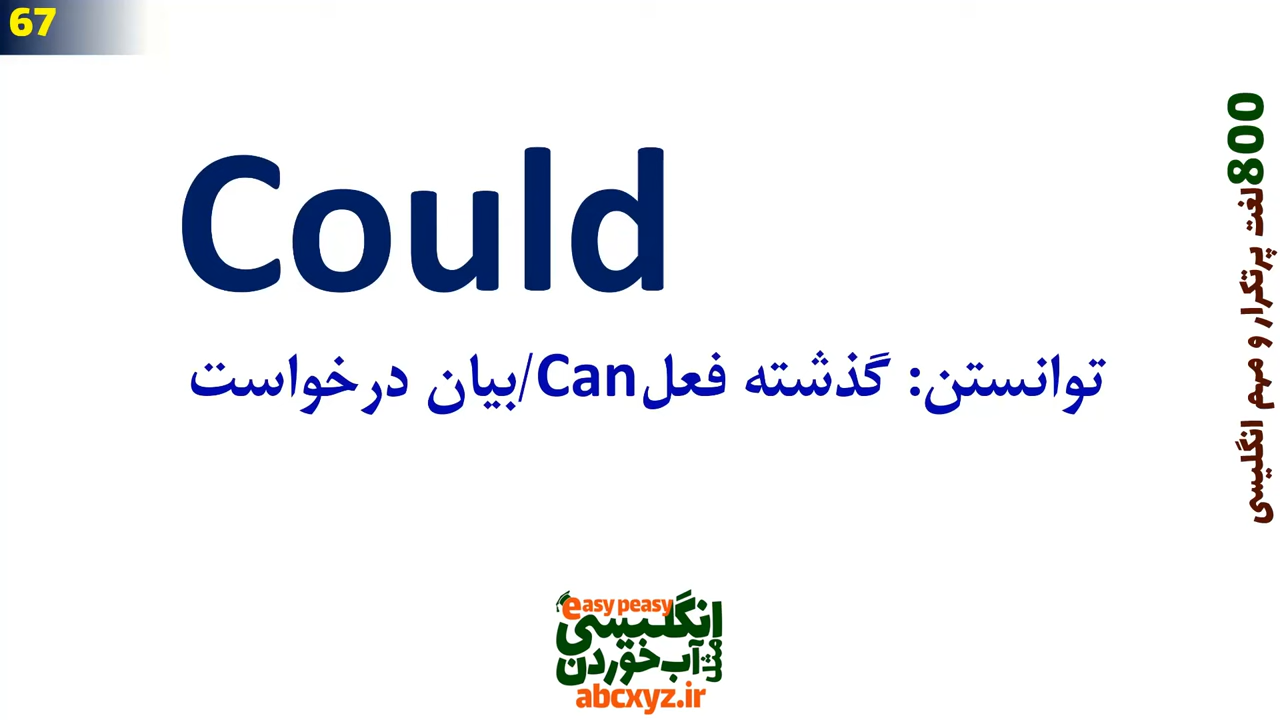 67
Could
توانستن: گذشته فعل Can/بیان درخواست
800 لغت پرتکرار و مهم انگلیسی
easy peasy
انگلیسی
مثل آب خوردن
abcxyz.ir